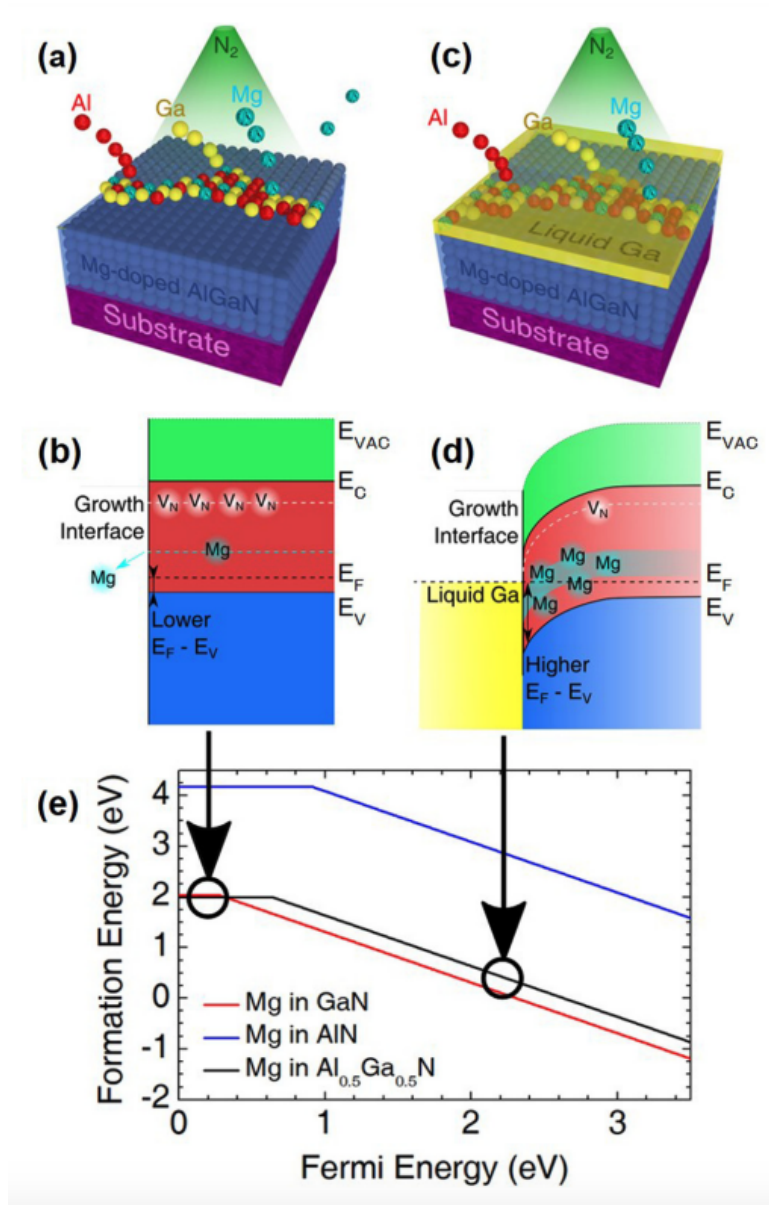 (a)
N2
Al
Ga
Mg
Mg-doped AlGaN
Substrate
(c)
N2
Al
Ga
Mg
Liquid Ga
Mg-doped AlGaN
Substrate
(b)
EVAC
EC
VN VN VN VN
Growth
Interface
Mg
Mg
EF
EV
Lower
EF - EV
(d)
EVAC
EC
VN
Growth
Interface
Mg
Mg
Mg
Mg
Mg
EF
Liquid Ga
EV
Higher
EF - EV
(e)
Formation Energy (eV)
4
3
2
1
0
-1
-2
Mg in GaN
Mg in AlN
Mg in Al0.5Ga0.5N
0 1 2 3
Fermi Energy (eV)